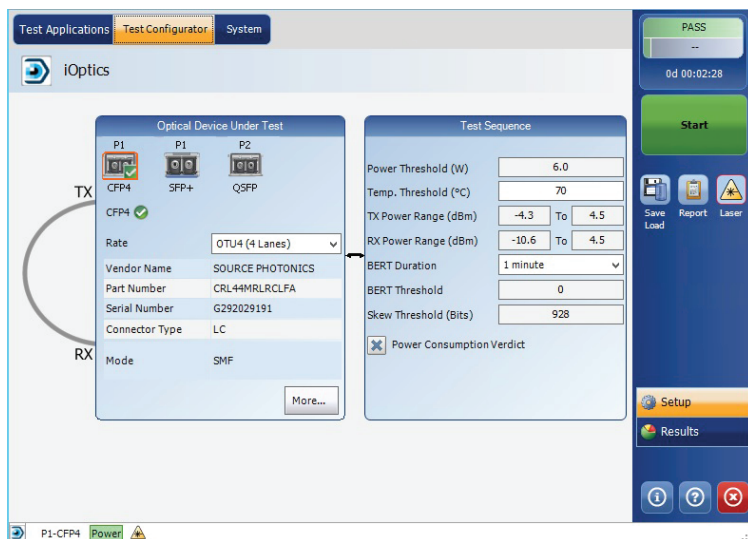 Test Applications Test Configurator System
iOptics
Optical Device Under Test
P1 P1 P2
CFP4 SFP+ QSFP
TX
CFP4
Rate OTU4 (4 Lanes)
Vendor Name SOURCE PHOTONICS
Part Number CRL44MRLRCLFA
Serial Number G292029191
Connector Type LC
RX
Mode SMF
More...
Test Sequence
Power Threshold (W) 6.0
Temp. Threshold (°C) 70
TX Power Range (dBm) -4.3 To 4.5
RX Power Range (dBm) -10.6 To 4.5
BERT Duration 1 minute
BERT Threshold 0
Skew Threshold (Bits) 928
Power Consumption Verdict
PASS
--
0d 00:02:28
Start
Save Load Report Laser
Setup
Results
P1-CFP4 Power